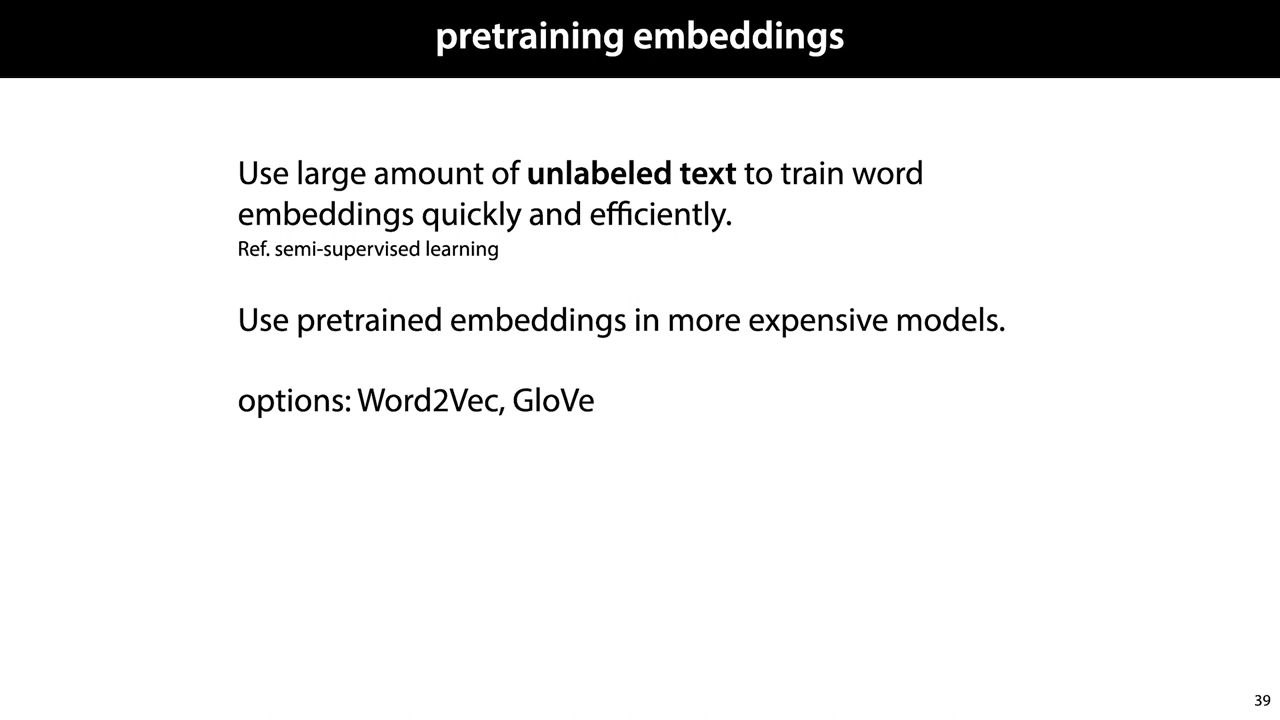 pretraining embeddings
Use large amount of unlabeled text to train word
embeddings quickly and efficiently.
Ref. semi-supervised learning
Use pretrained embeddings in more expensive models.
options: Word2Vec, GloVe
39